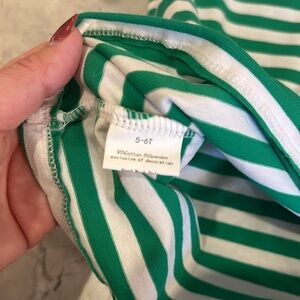 5-6T
95%Cotton 5%Spandex
exclusive of decoration